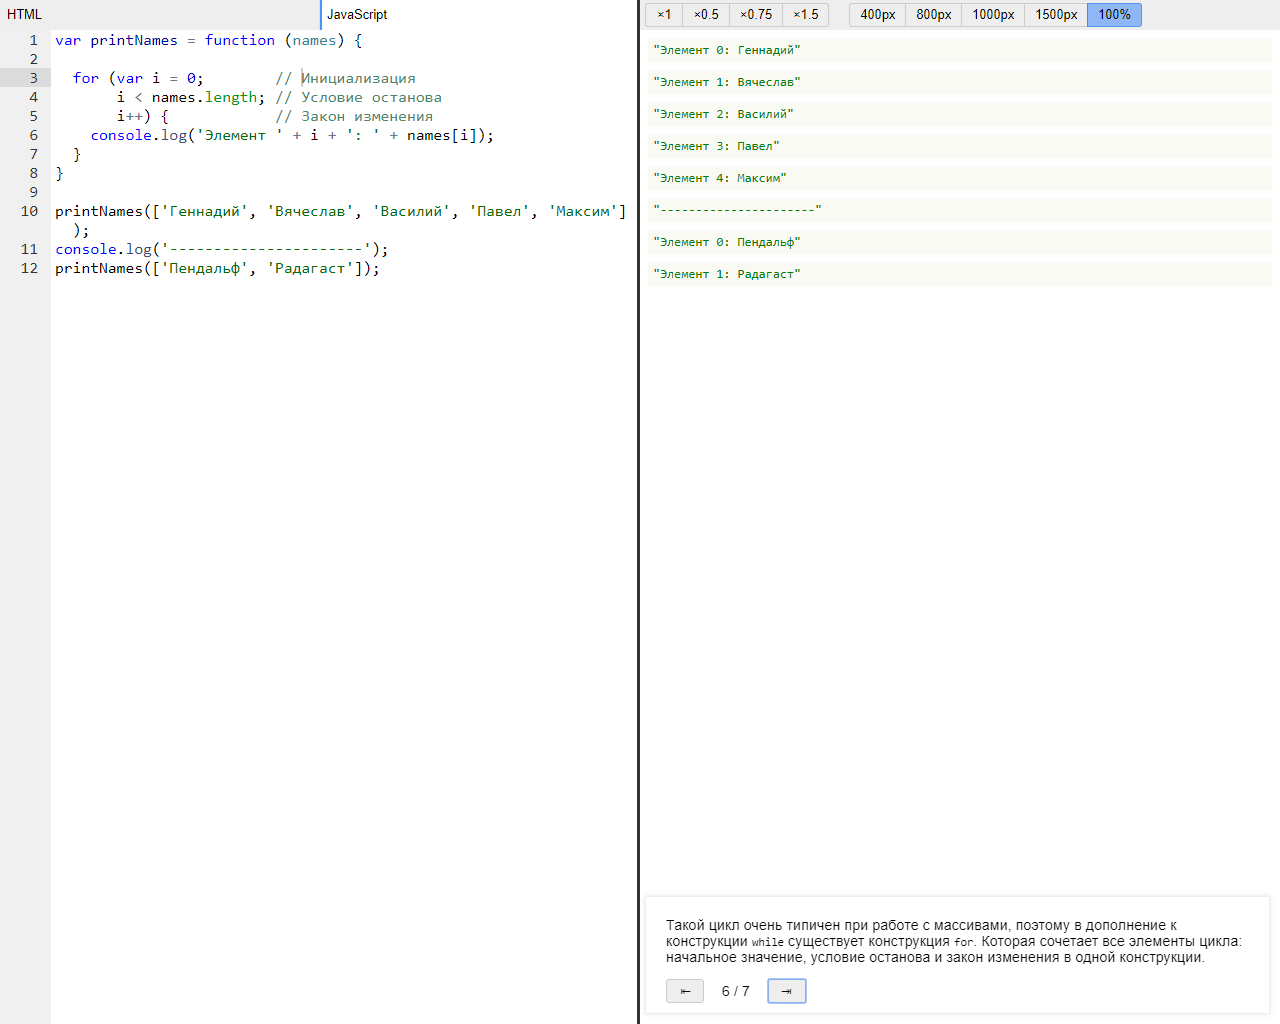 HTML
JavaScript
×1 ×0.5 ×0.75 ×1.5 400px 800px 1000px 1500px 100%
1 var printNames = function (names) {
2
3   for (var i = 0;        // Инициализация
4        i < names.length; // Условие останова
5        i++) {            // Закон изменения
6     console.log('Элемент ' + i + ': ' + names[i]);
7   }
8 }
9
10 printNames(['Геннадий', 'Вячеслав', 'Василий', 'Павел', 'Максим']
);
11 console.log('----------------------');
12 printNames(['Пендальф', 'Радагаст']);
"Элемент 0: Геннадий"
"Элемент 1: Вячеслав"
"Элемент 2: Василий"
"Элемент 3: Павел"
"Элемент 4: Максим"
"----------------------"
"Элемент 0: Пендальф"
"Элемент 1: Радагаст"
Такой цикл очень типичен при работе с массивами, поэтому в дополнение к
конструкции while существует конструкция for. Которая сочетает все элементы цикла:
начальное значение, условие останова и закон изменения в одной конструкции.
⇤ 6 / 7 ⇥